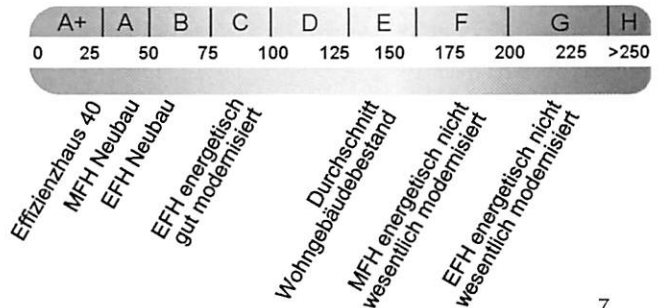 A+ A B C D E F G H
0 25 50 75 100 125 150 175 200 225 >250
Effizienzhaus 40
MFH Neubau
EFH Neubau
EFH energetisch
gut modernisiert
Durchschnitt
Wohngebäudebestand
MFH energetisch nicht
wesentlich modernisiert
EFH energetisch nicht
wesentlich modernisiert
7